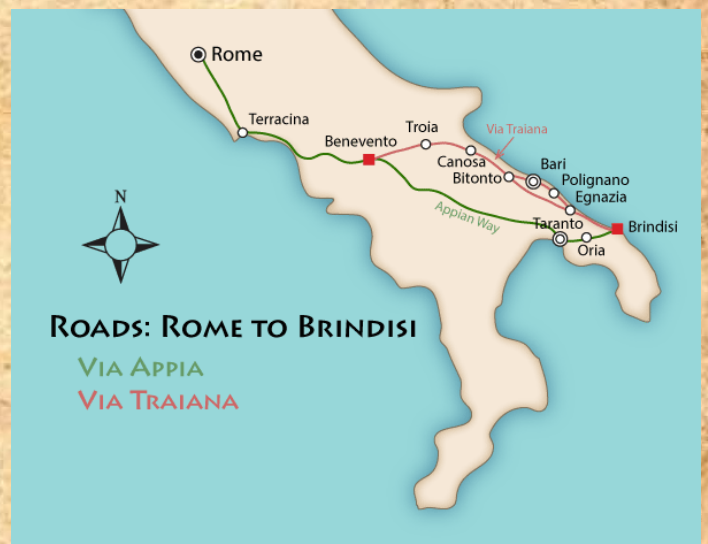 Rome
Terracina
Benevento
Troia
Via Traiana
Canosa
Bitonto
Bari
Polignano
Egnazia
Appian Way
Taranto
Oria
Brindisi
N
Roads: Rome to Brindisi
Via Appia
Via Traiana